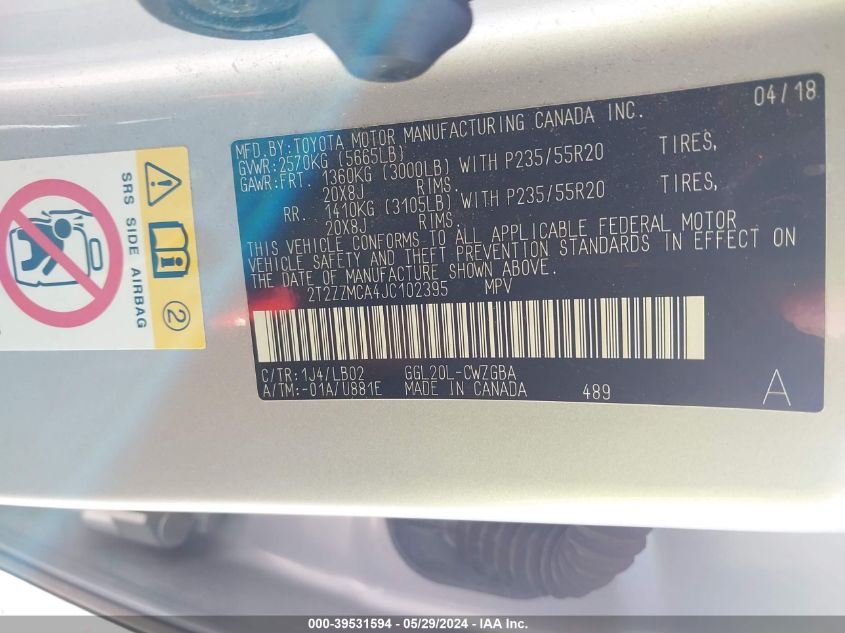 04/18
MFD.BY:TOYOTA MOTOR MANUFACTURING CANADA INC.
GVWR:2570KG (5665LB)
GAWR:FRT. 1360KG (3000LB) WITH P235/55R20 TIRES,
20X8J RIMS.
RR. 1410KG (3105LB) WITH P235/55R20 TIRES,
20X8J RIMS.
THIS VEHICLE CONFORMS TO ALL APPLICABLE FEDERAL MOTOR
VEHICLE SAFETY AND THEFT PREVENTION STANDARDS IN EFFECT ON
THE DATE OF MANUFACTURE SHOWN ABOVE.
2T2ZZMCA4JC102395 MPV
C/TR:1J4/LB02 GGL20L-CWZGBA
A/TM:-01A/U881E MADE IN CANADA 489
A
SRS SIDE AIRBAG
2
000-39531594 - 05/29/2024 - IAA Inc.